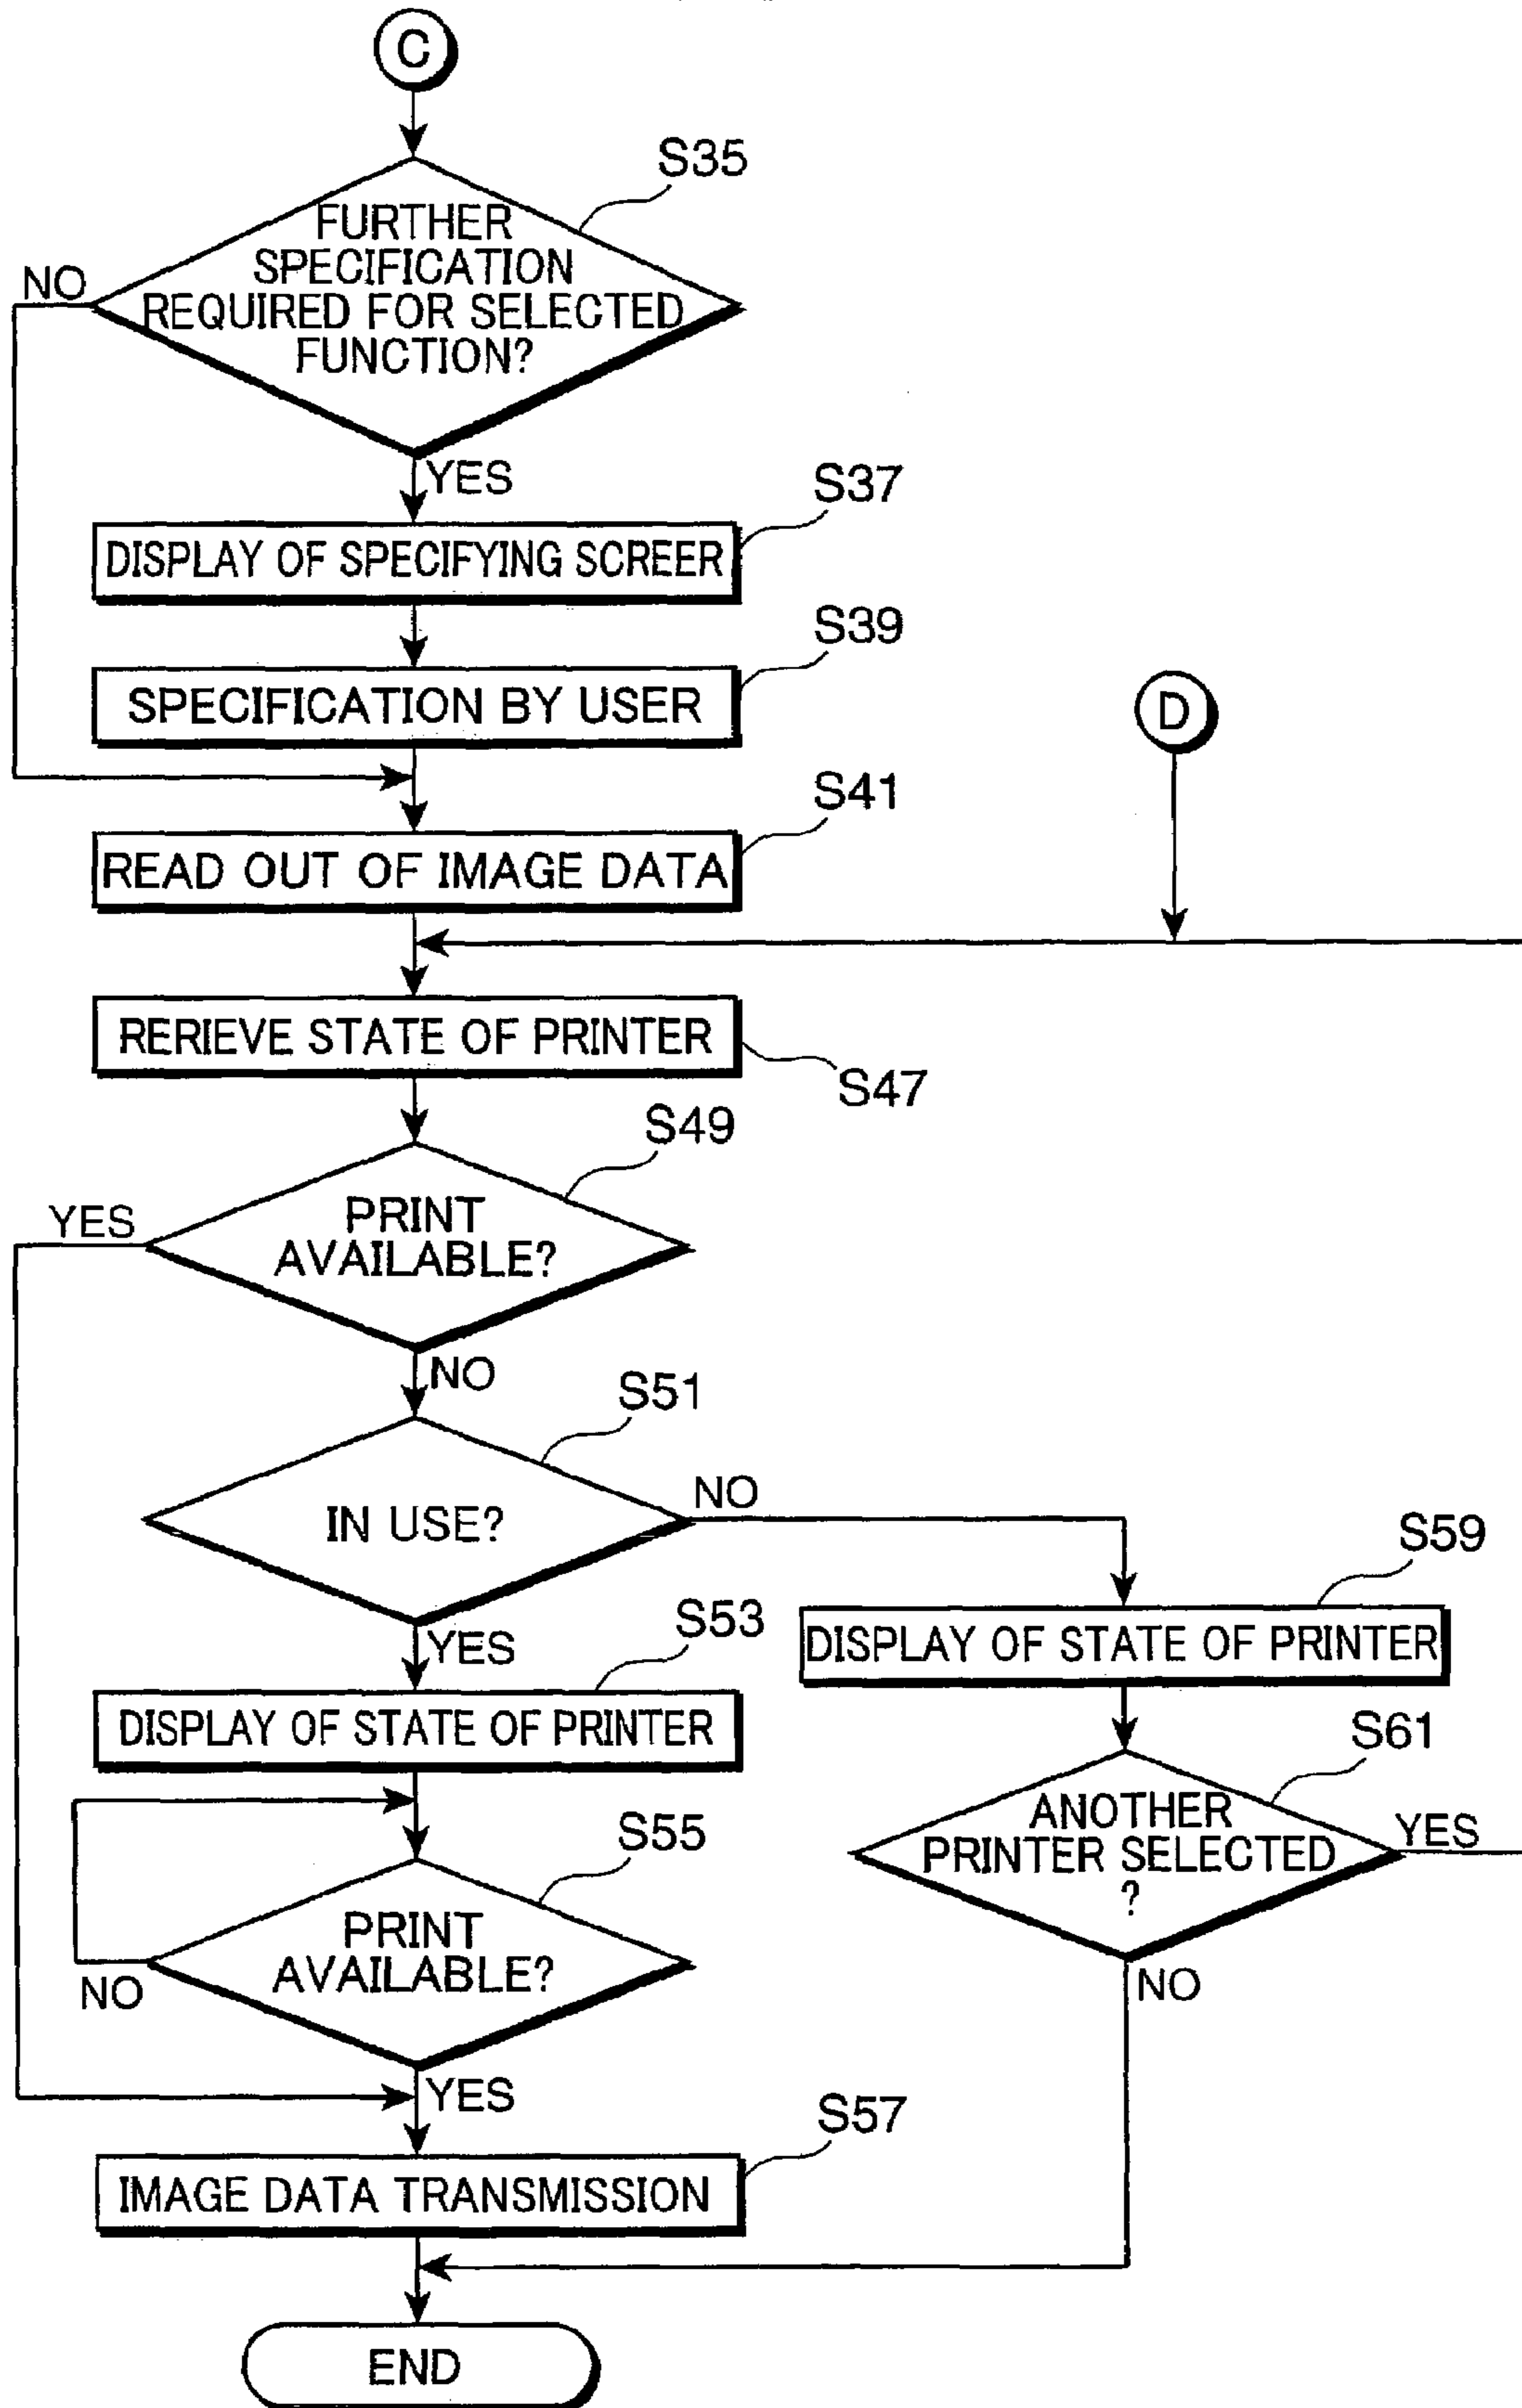 C
S35
FURTHER
SPECIFICATION
REQUIRED FOR SELECTED
FUNCTION?
NO
YES
S37
DISPLAY OF SPECIFYING SCREER
S39
SPECIFICATION BY USER
D
S41
READ OUT OF IMAGE DATA
RERIEVE STATE OF PRINTER
S47
S49
PRINT
AVAILABLE?
YES
NO
S51
IN USE?
NO
YES
S59
DISPLAY OF STATE OF PRINTER
S53
DISPLAY OF STATE OF PRINTER
S61
ANOTHER
PRINTER SELECTED
?
YES
NO
S55
PRINT
AVAILABLE?
NO
YES
S57
IMAGE DATA TRANSMISSION
END